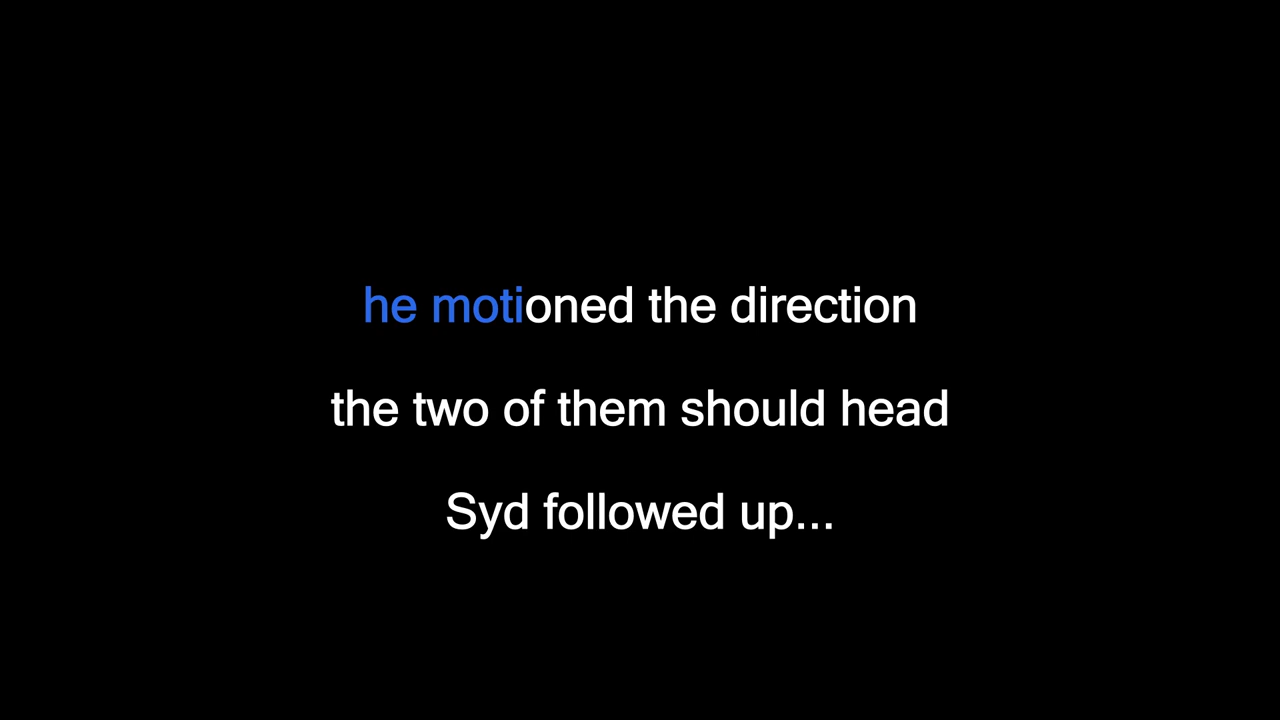 he motioned the direction
the two of them should head
Syd followed up...